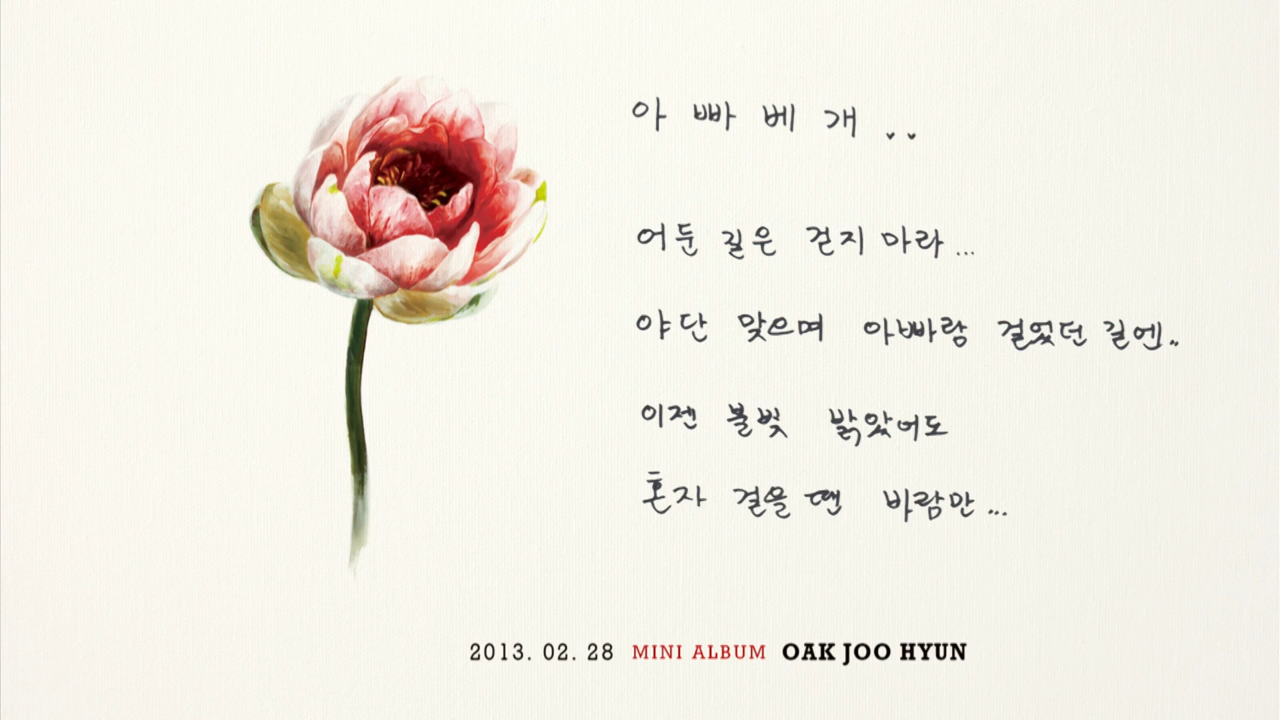 아빠베개..
어둔 길은 걷지 마라...
야단 맞으며 아빠랑 걸었던 길엔..
이젠 불빛 밝았어도
혼자 걸을 땐 바람만...
2013. 02. 28 MINI ALBUM OAK JOO HYUN